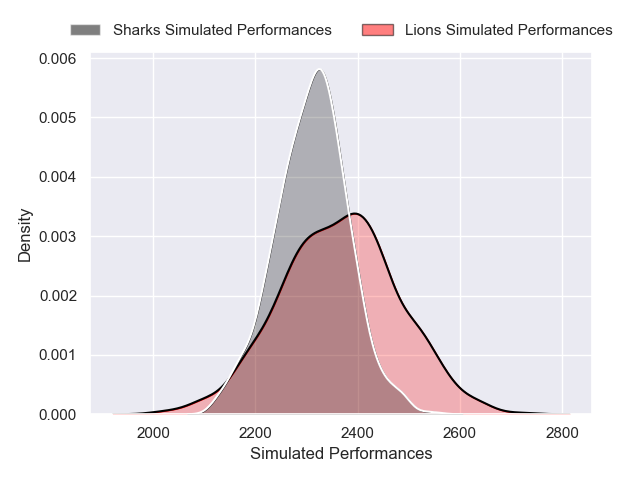 Sharks Simulated Performances
Lions Simulated Performances
0.006
0.005
0.004
0.003
0.002
0.001
0.000
Density
2000 2200 2400 2600 2800
Simulated Performances